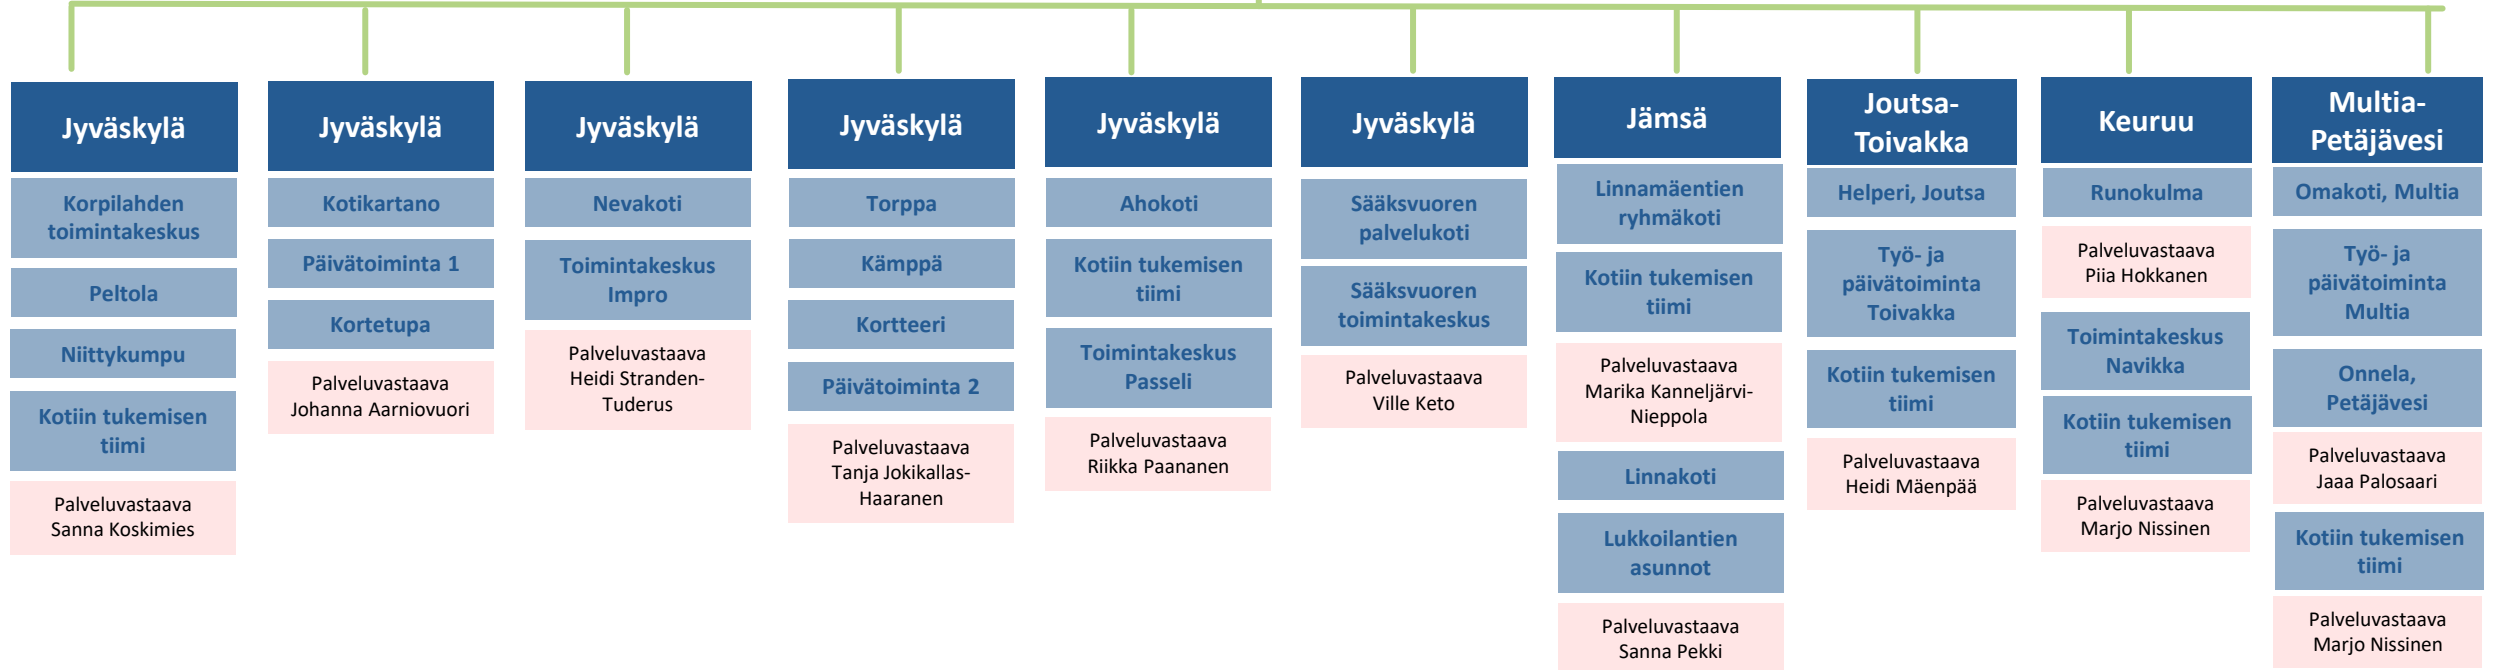 Jyväskylä
Korpilahden
toimintakeskus
Peltola
Niittykumpu
Kotiin tukemisen
tiimi
Palveluvastaava
Sanna Koskimies
Jyväskylä
Kotikartano
Päivätoiminta 1
Kortetupa
Palveluvastaava
Johanna Aarniovuori
Jyväskylä
Nevakoti
Toimintakeskus
Impro
Palveluvastaava
Heidi Stranden-
Tuderus
Jyväskylä
Torppa
Kämppä
Kortteeri
Päivätoiminta 2
Palveluvastaava
Tanja Jokikallas-
Haaranen
Jyväskylä
Ahokoti
Kotiin tukemisen
tiimi
Toimintakeskus
Passeli
Palveluvastaava
Riikka Paananen
Jyväskylä
Sääksvuoren
palvelukoti
Sääksvuoren
toimintakeskus
Palveluvastaava
Ville Keto
Jämsä
Linnamäentien
ryhmäkoti
Kotiin tukemisen
tiimi
Palveluvastaava
Marika Kanneljärvi-
Nieppola
Linnakoti
Lukkoilantien
asunnot
Palveluvastaava
Sanna Pekki
Joutsa-
Toivakka
Helperi, Joutsa
Työ- ja
päivätoiminta
Toivakka
Kotiin tukemisen
tiimi
Palveluvastaava
Heidi Mäenpää
Keuruu
Runokulma
Palveluvastaava
Piia Hokkanen
Toimintakeskus
Navikka
Kotiin tukemisen
tiimi
Palveluvastaava
Marjo Nissinen
Multia-
Petäjävesi
Omakoti, Multia
Työ- ja
päivätoiminta
Multia
Onnela,
Petäjävesi
Palveluvastaava
Jaaa Palosaari
Kotiin tukemisen
tiimi
Palveluvastaava
Marjo Nissinen